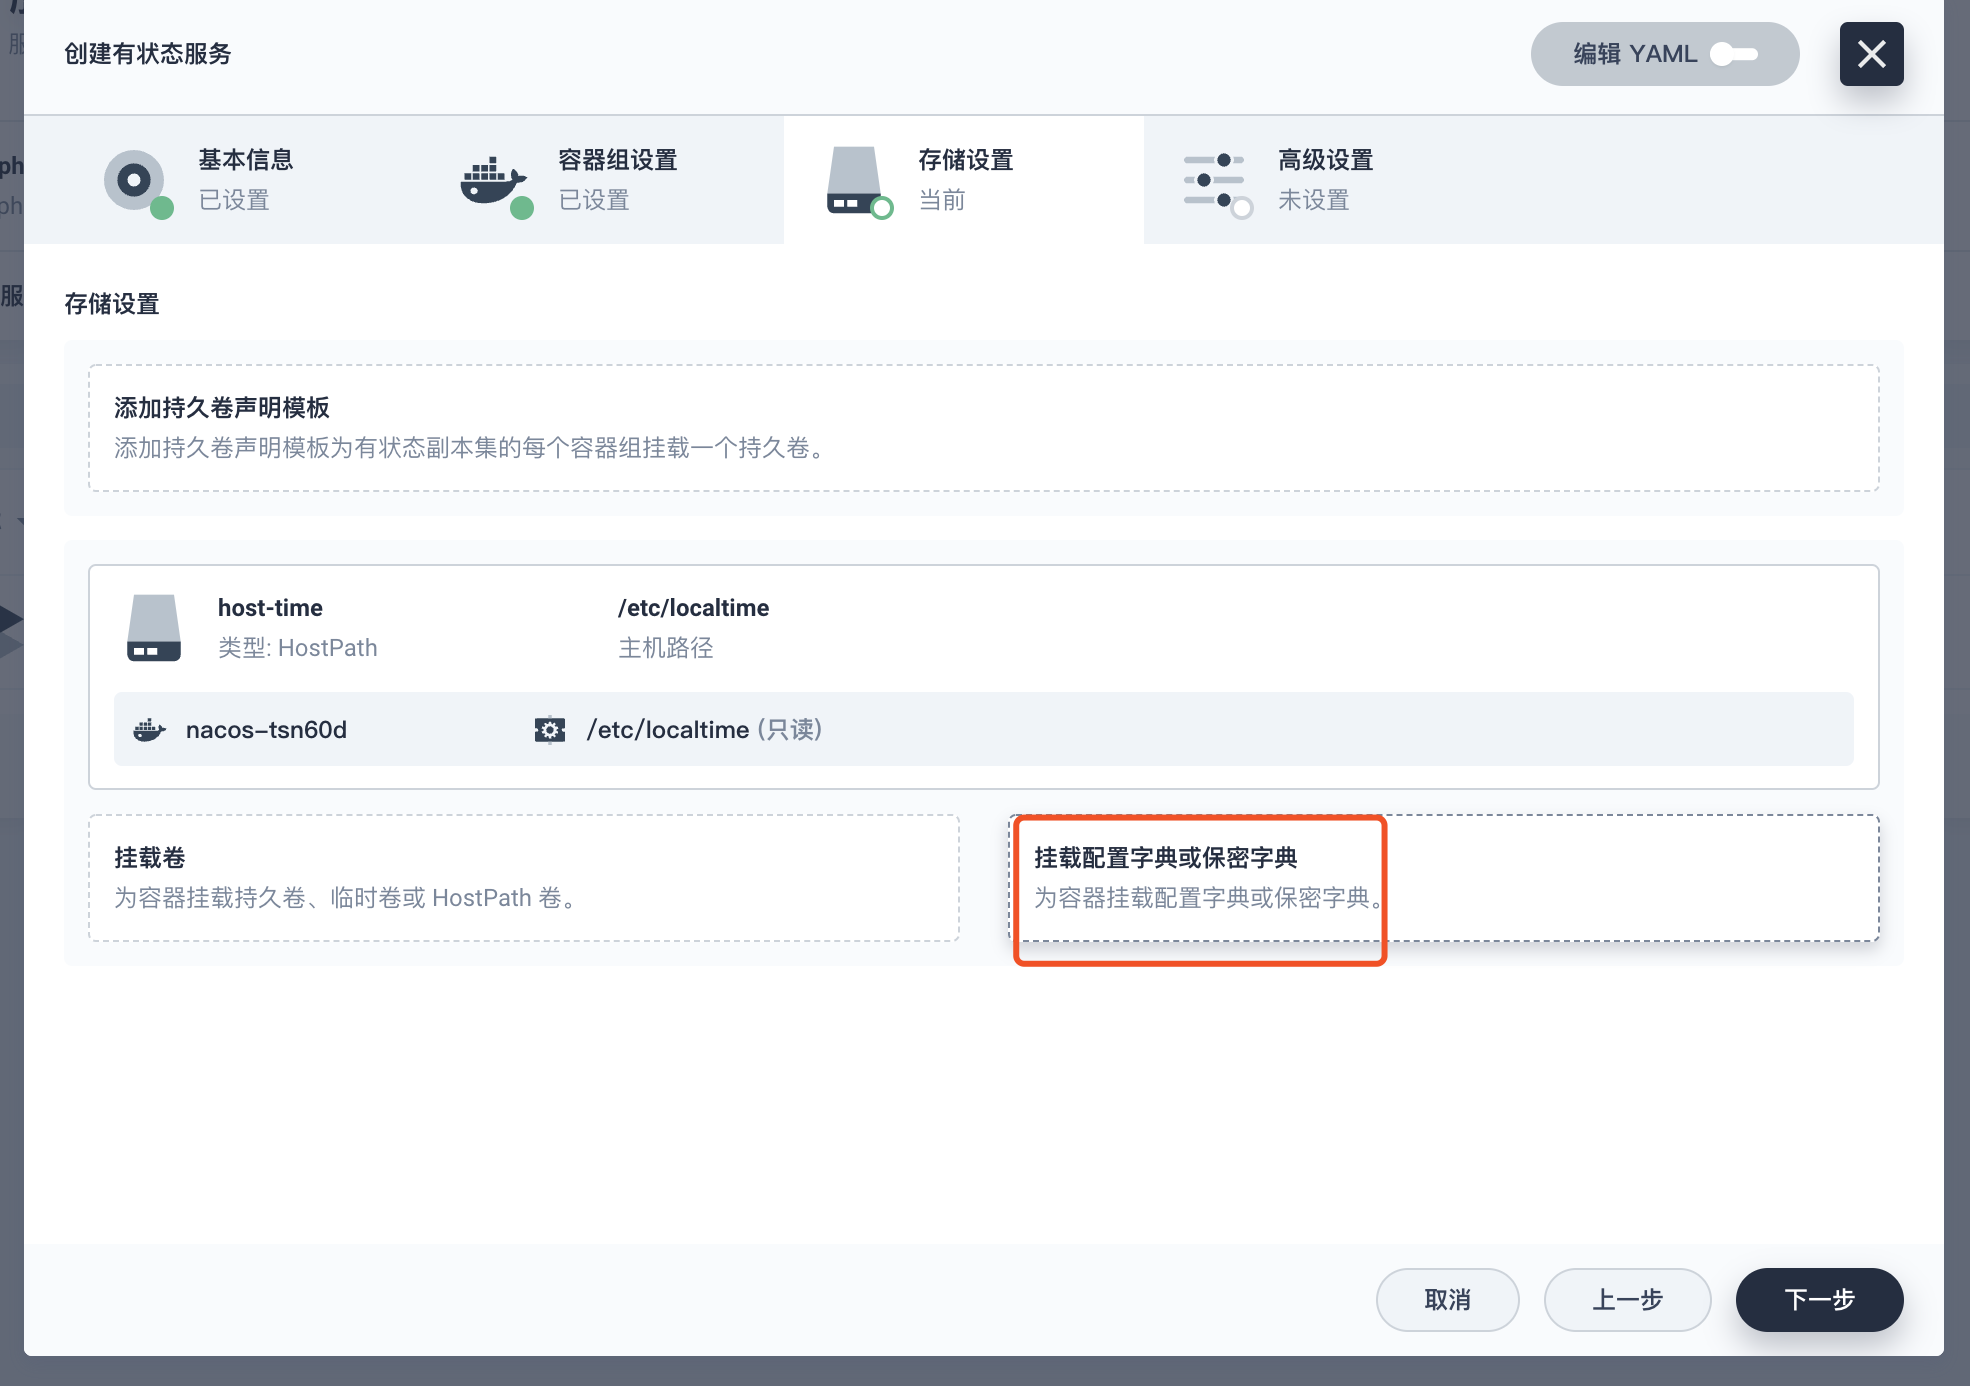 创建有状态服务
编辑 YAML
基本信息
已设置
容器组设置
已设置
存储设置
当前
高级设置
未设置
存储设置
添加持久卷声明模板
添加持久卷声明模板为有状态副本集的每个容器组挂载一个持久卷。
host-time
/etc/localtime
类型: HostPath
主机路径
nacos-tsn60d
/etc/localtime (只读)
挂载卷
为容器挂载持久卷、临时卷或 HostPath 卷。
挂载配置字典或保密字典
为容器挂载配置字典或保密字典。
取消
上一步
下一步
ph
ph
服